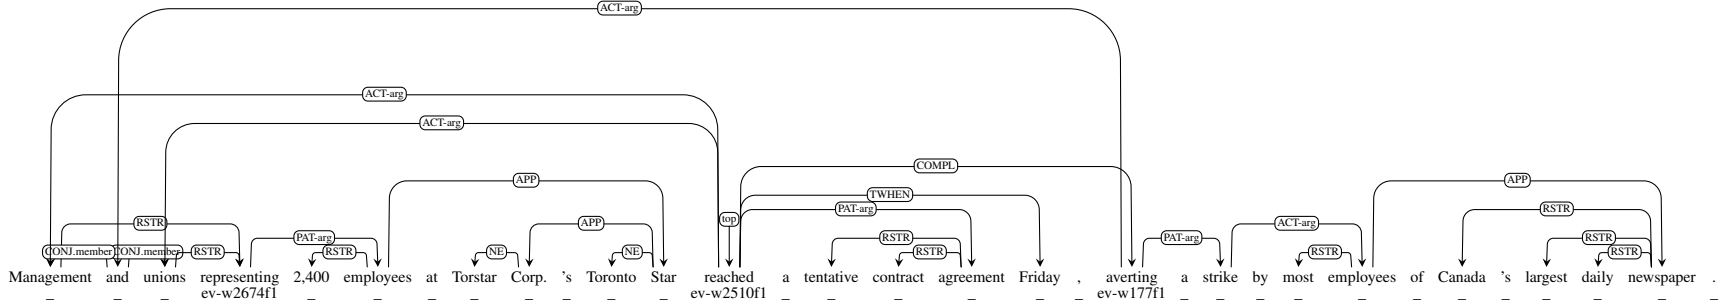 ACT-arg
ACT-arg
ACT-arg
COMPL
APP APP
TWHEN
PAT-arg RSTR
top
RSTR APP ACT-arg
PAT-arg RSTR PAT-arg RSTR
CONJ.member CONJ.member RSTR RSTR NE NE RSTR RSTR RSTR
Management and unions representing 2,400 employees at Torstar Corp. 's Toronto Star reached a tentative contract agreement Friday , averting a strike by most employees of Canada 's largest daily newspaper .
_ _ _ ev-w2674f1 _ _ _ _ _ _ _ _ ev-w2510f1 _ _ _ _ _ _ ev-w177f1 _ _ _ _ _ _ _ _ _ _ _ _